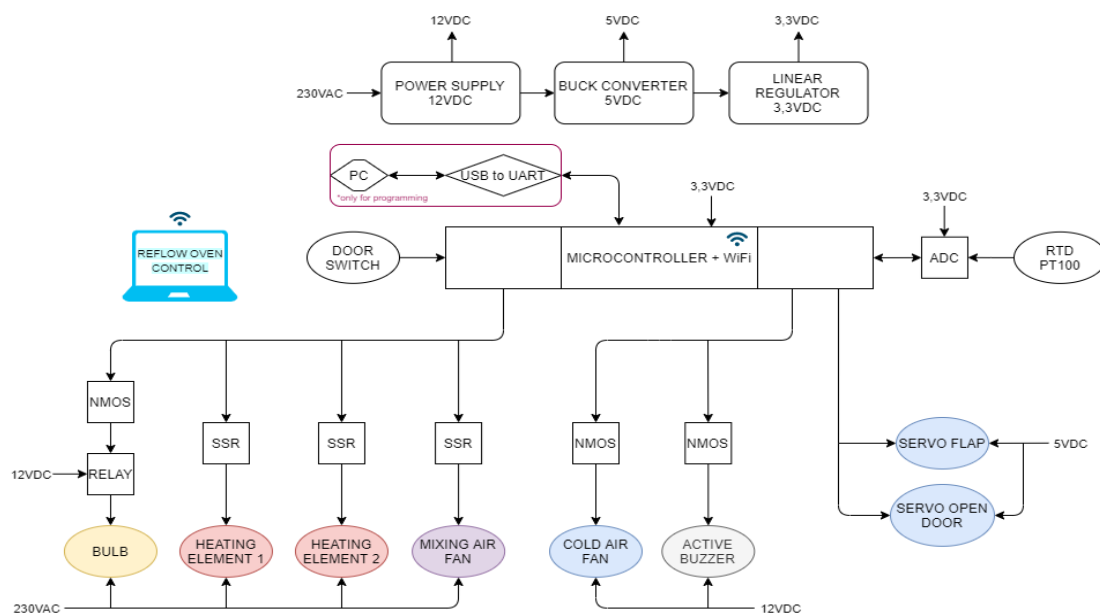 12VDC
5VDC
3,3VDC
230VAC
POWER SUPPLY
12VDC
BUCK CONVERTER
5VDC
LINEAR
REGULATOR
3,3VDC
PC
USB to UART
*only for programming
3,3VDC
3,3VDC
REFLOW OVEN
CONTROL
DOOR
SWITCH
MICROCONTROLLER + WiFi
ADC
RTD
PT100
NMOS
SSR
SSR
SSR
NMOS
NMOS
12VDC
RELAY
SERVO FLAP
5VDC
SERVO OPEN
DOOR
BULB
HEATING
ELEMENT 1
HEATING
ELEMENT 2
MIXING AIR
FAN
COLD AIR
FAN
ACTIVE
BUZZER
230VAC
12VDC